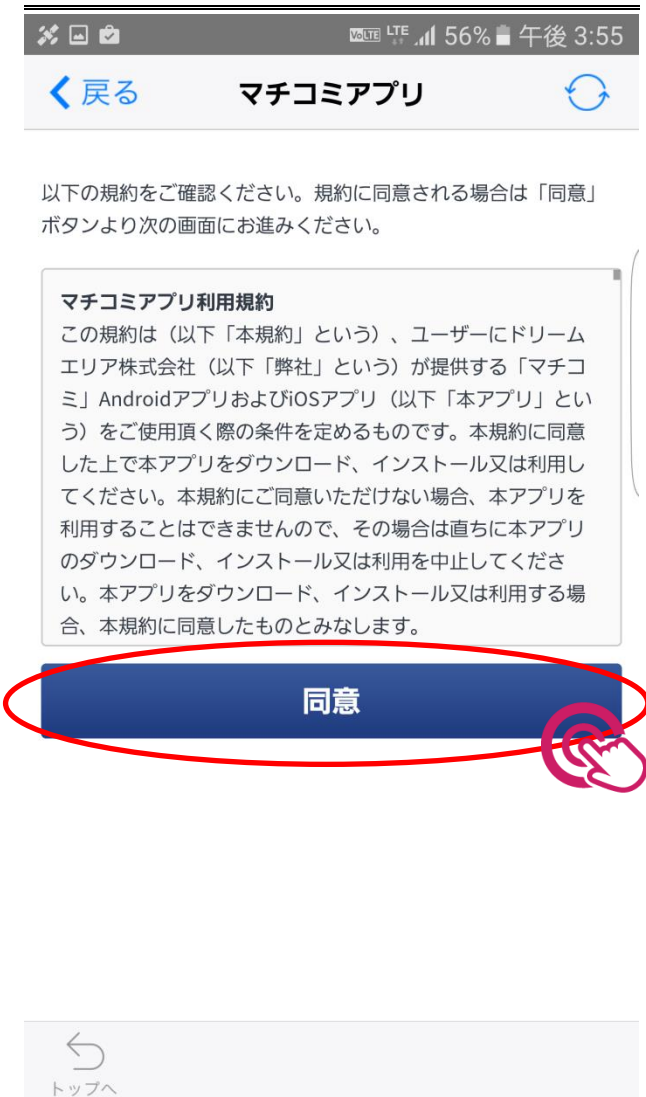 VoLTE LTE 56% 午後 3:55
戻る マチコミアプリ
以下の規約をご確認ください。規約に同意される場合は「同意」
ボタンより次の画面にお進みください。
マチコミアプリ利用規約
この規約は（以下「本規約」という）、ユーザーにドリーム
エリア株式会社（以下「弊社」という）が提供する「マチコ
ミ」AndroidアプリおよびiOSアプリ（以下「本アプリ」とい
う）をご使用頂く際の条件を定めるものです。本規約に同意
した上で本アプリをダウンロード、インストール又は利用し
てください。本規約にご同意いただけない場合、本アプリを
利用することはできませんので、その場合は直ちに本アプリ
のダウンロード、インストール又は利用を中止してくださ
い。本アプリをダウンロード、インストール又は利用する場
合、本規約に同意したものとみなします。
同意
トップへ